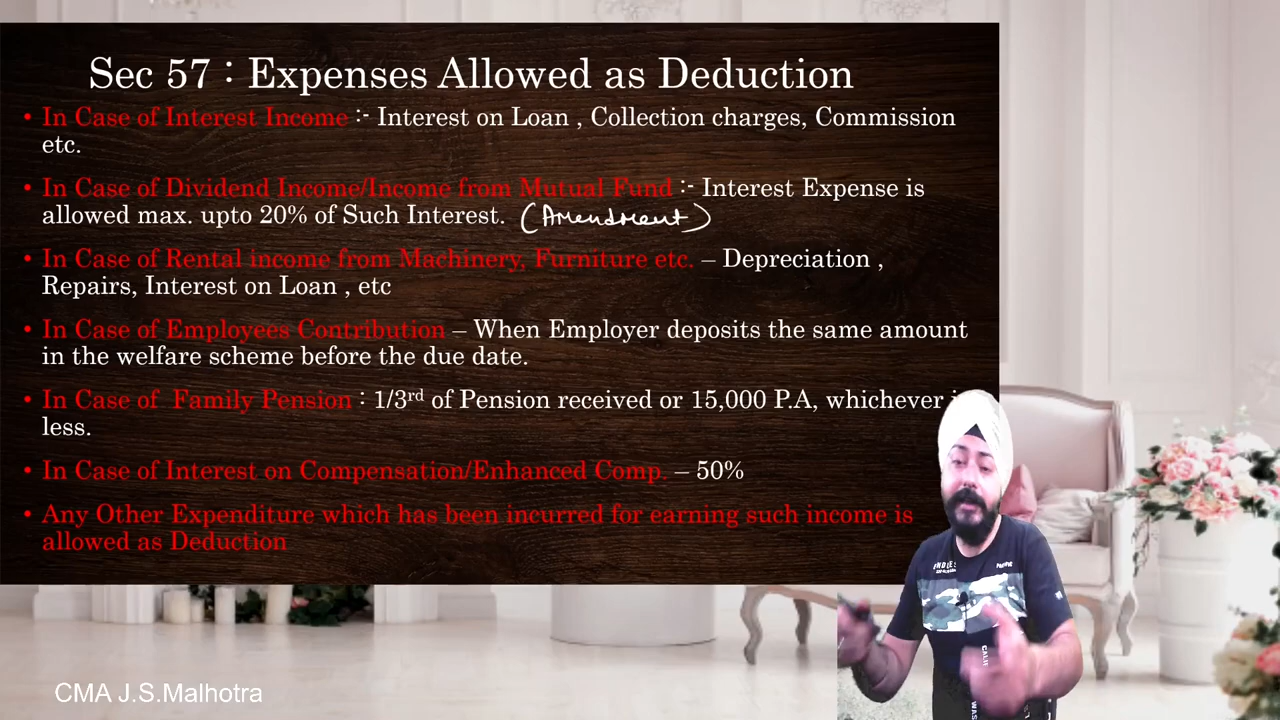 Sec 57 : Expenses Allowed as Deduction
• In Case of Interest Income :- Interest on Loan , Collection charges, Commission
etc.
• In Case of Dividend Income/Income from Mutual Fund :- Interest Expense is
allowed max. upto 20% of Such Interest. (Amendment)
• In Case of Rental income from Machinery, Furniture etc. – Depreciation ,
Repairs, Interest on Loan , etc
• In Case of Employees Contribution – When Employer deposits the same amount
in the welfare scheme before the due date.
• In Case of Family Pension : 1/3rd of Pension received or 15,000 P.A, whichever
less.
• In Case of Interest on Compensation/Enhanced Comp. – 50%
• Any Other Expenditure which has been incurred for earning such income is
allowed as Deduction
CMA J.S.Malhotra